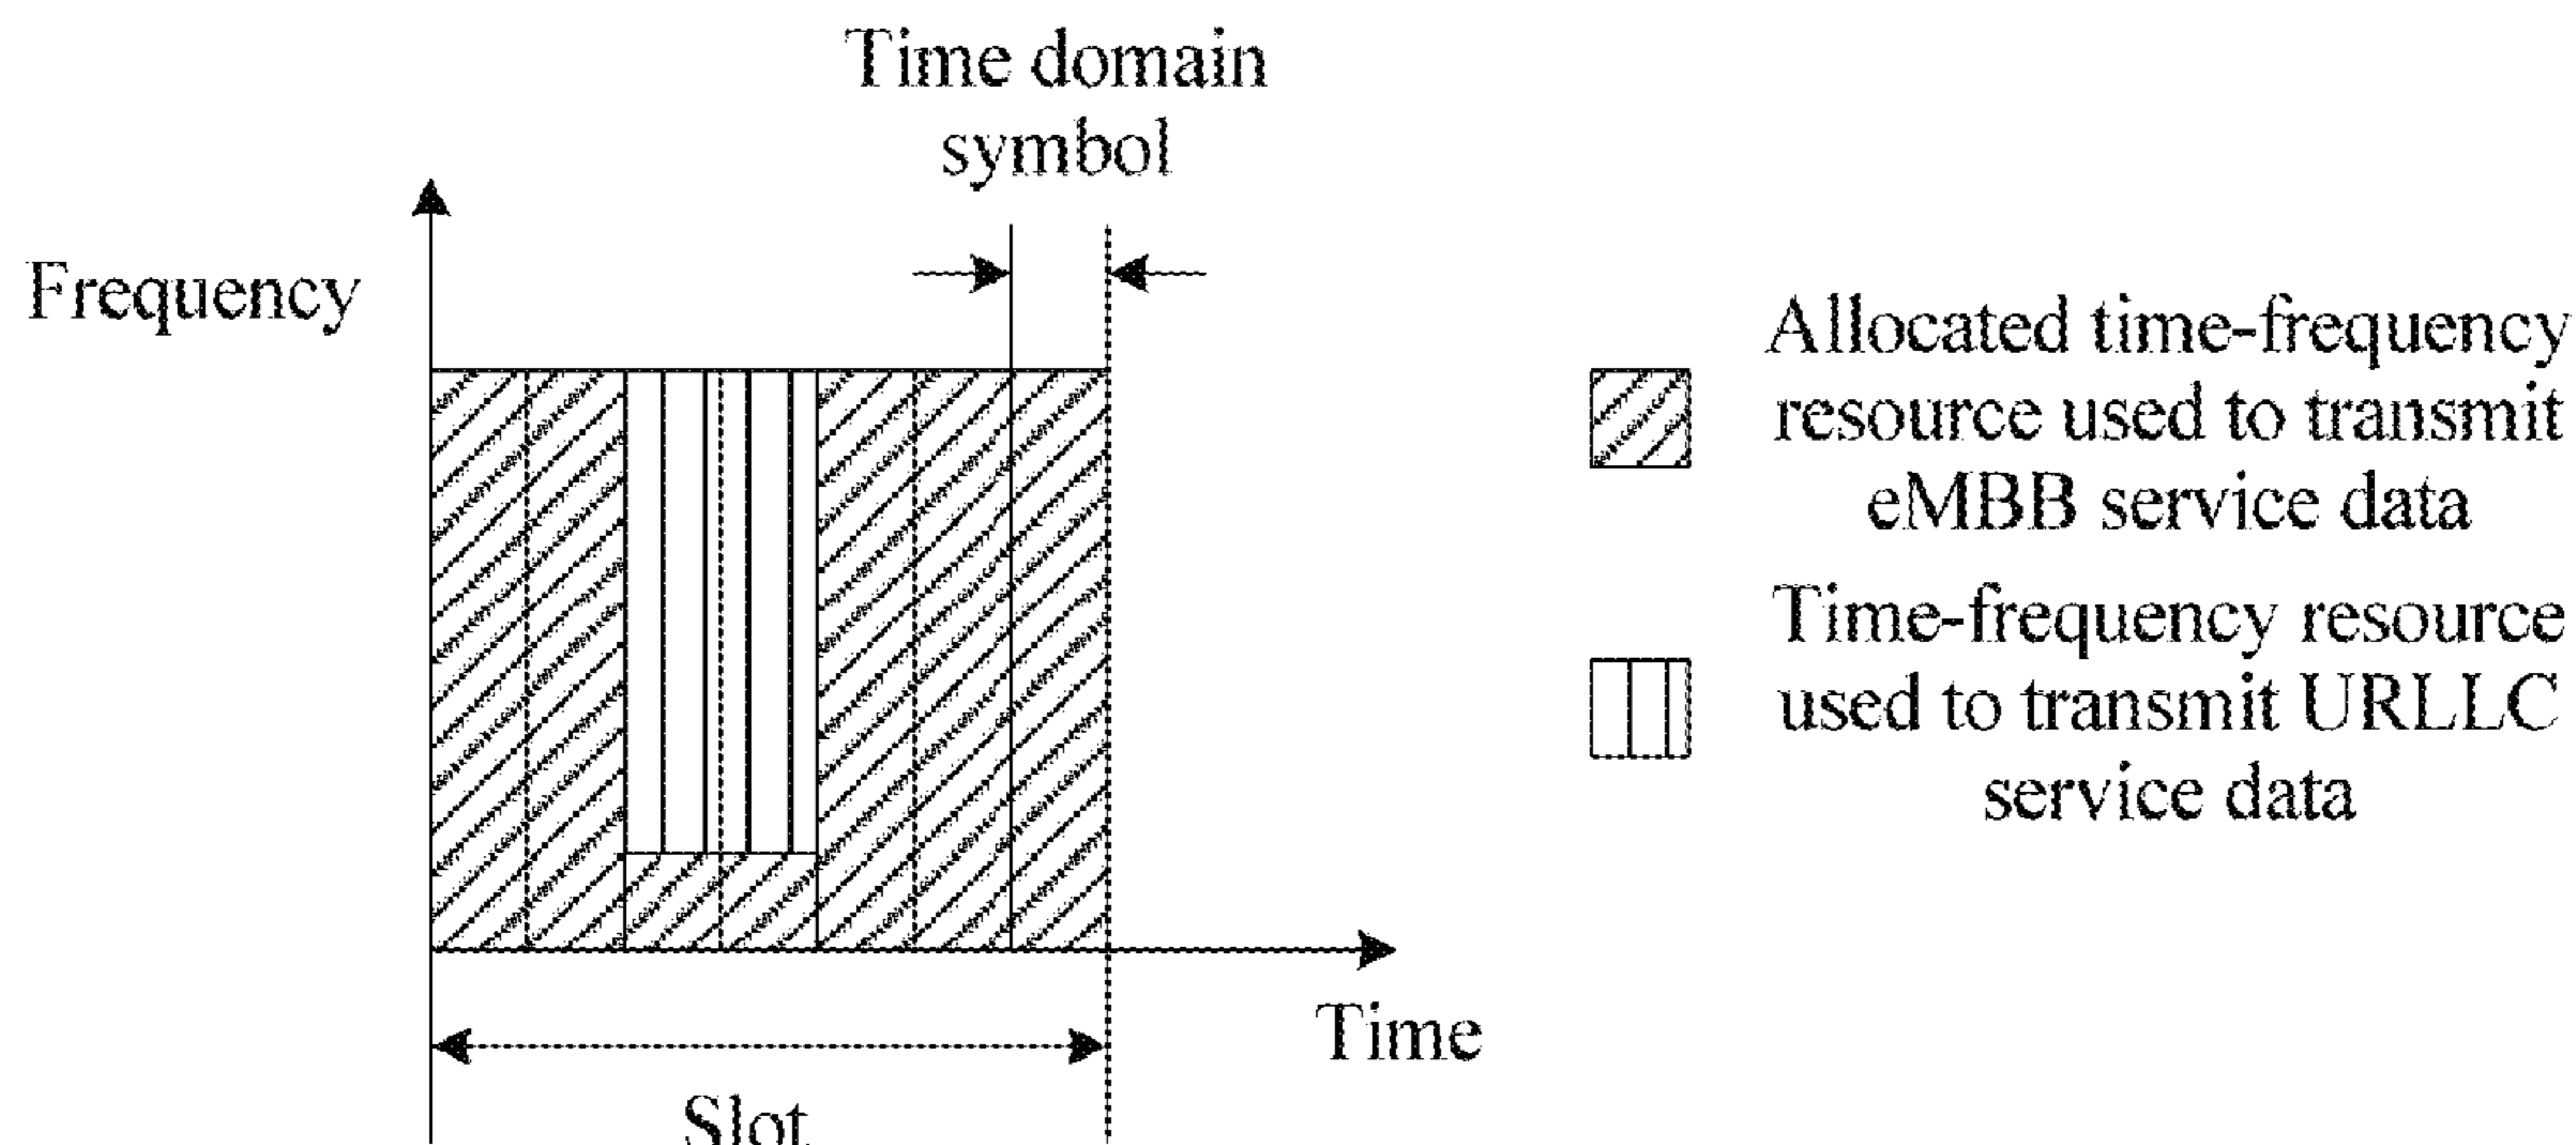 Time domain
symbol
Frequency
Allocated time-frequency
resource used to transmit
eMBB service data
Time-frequency resource
used to transmit URLLC
service data
Time
Slot